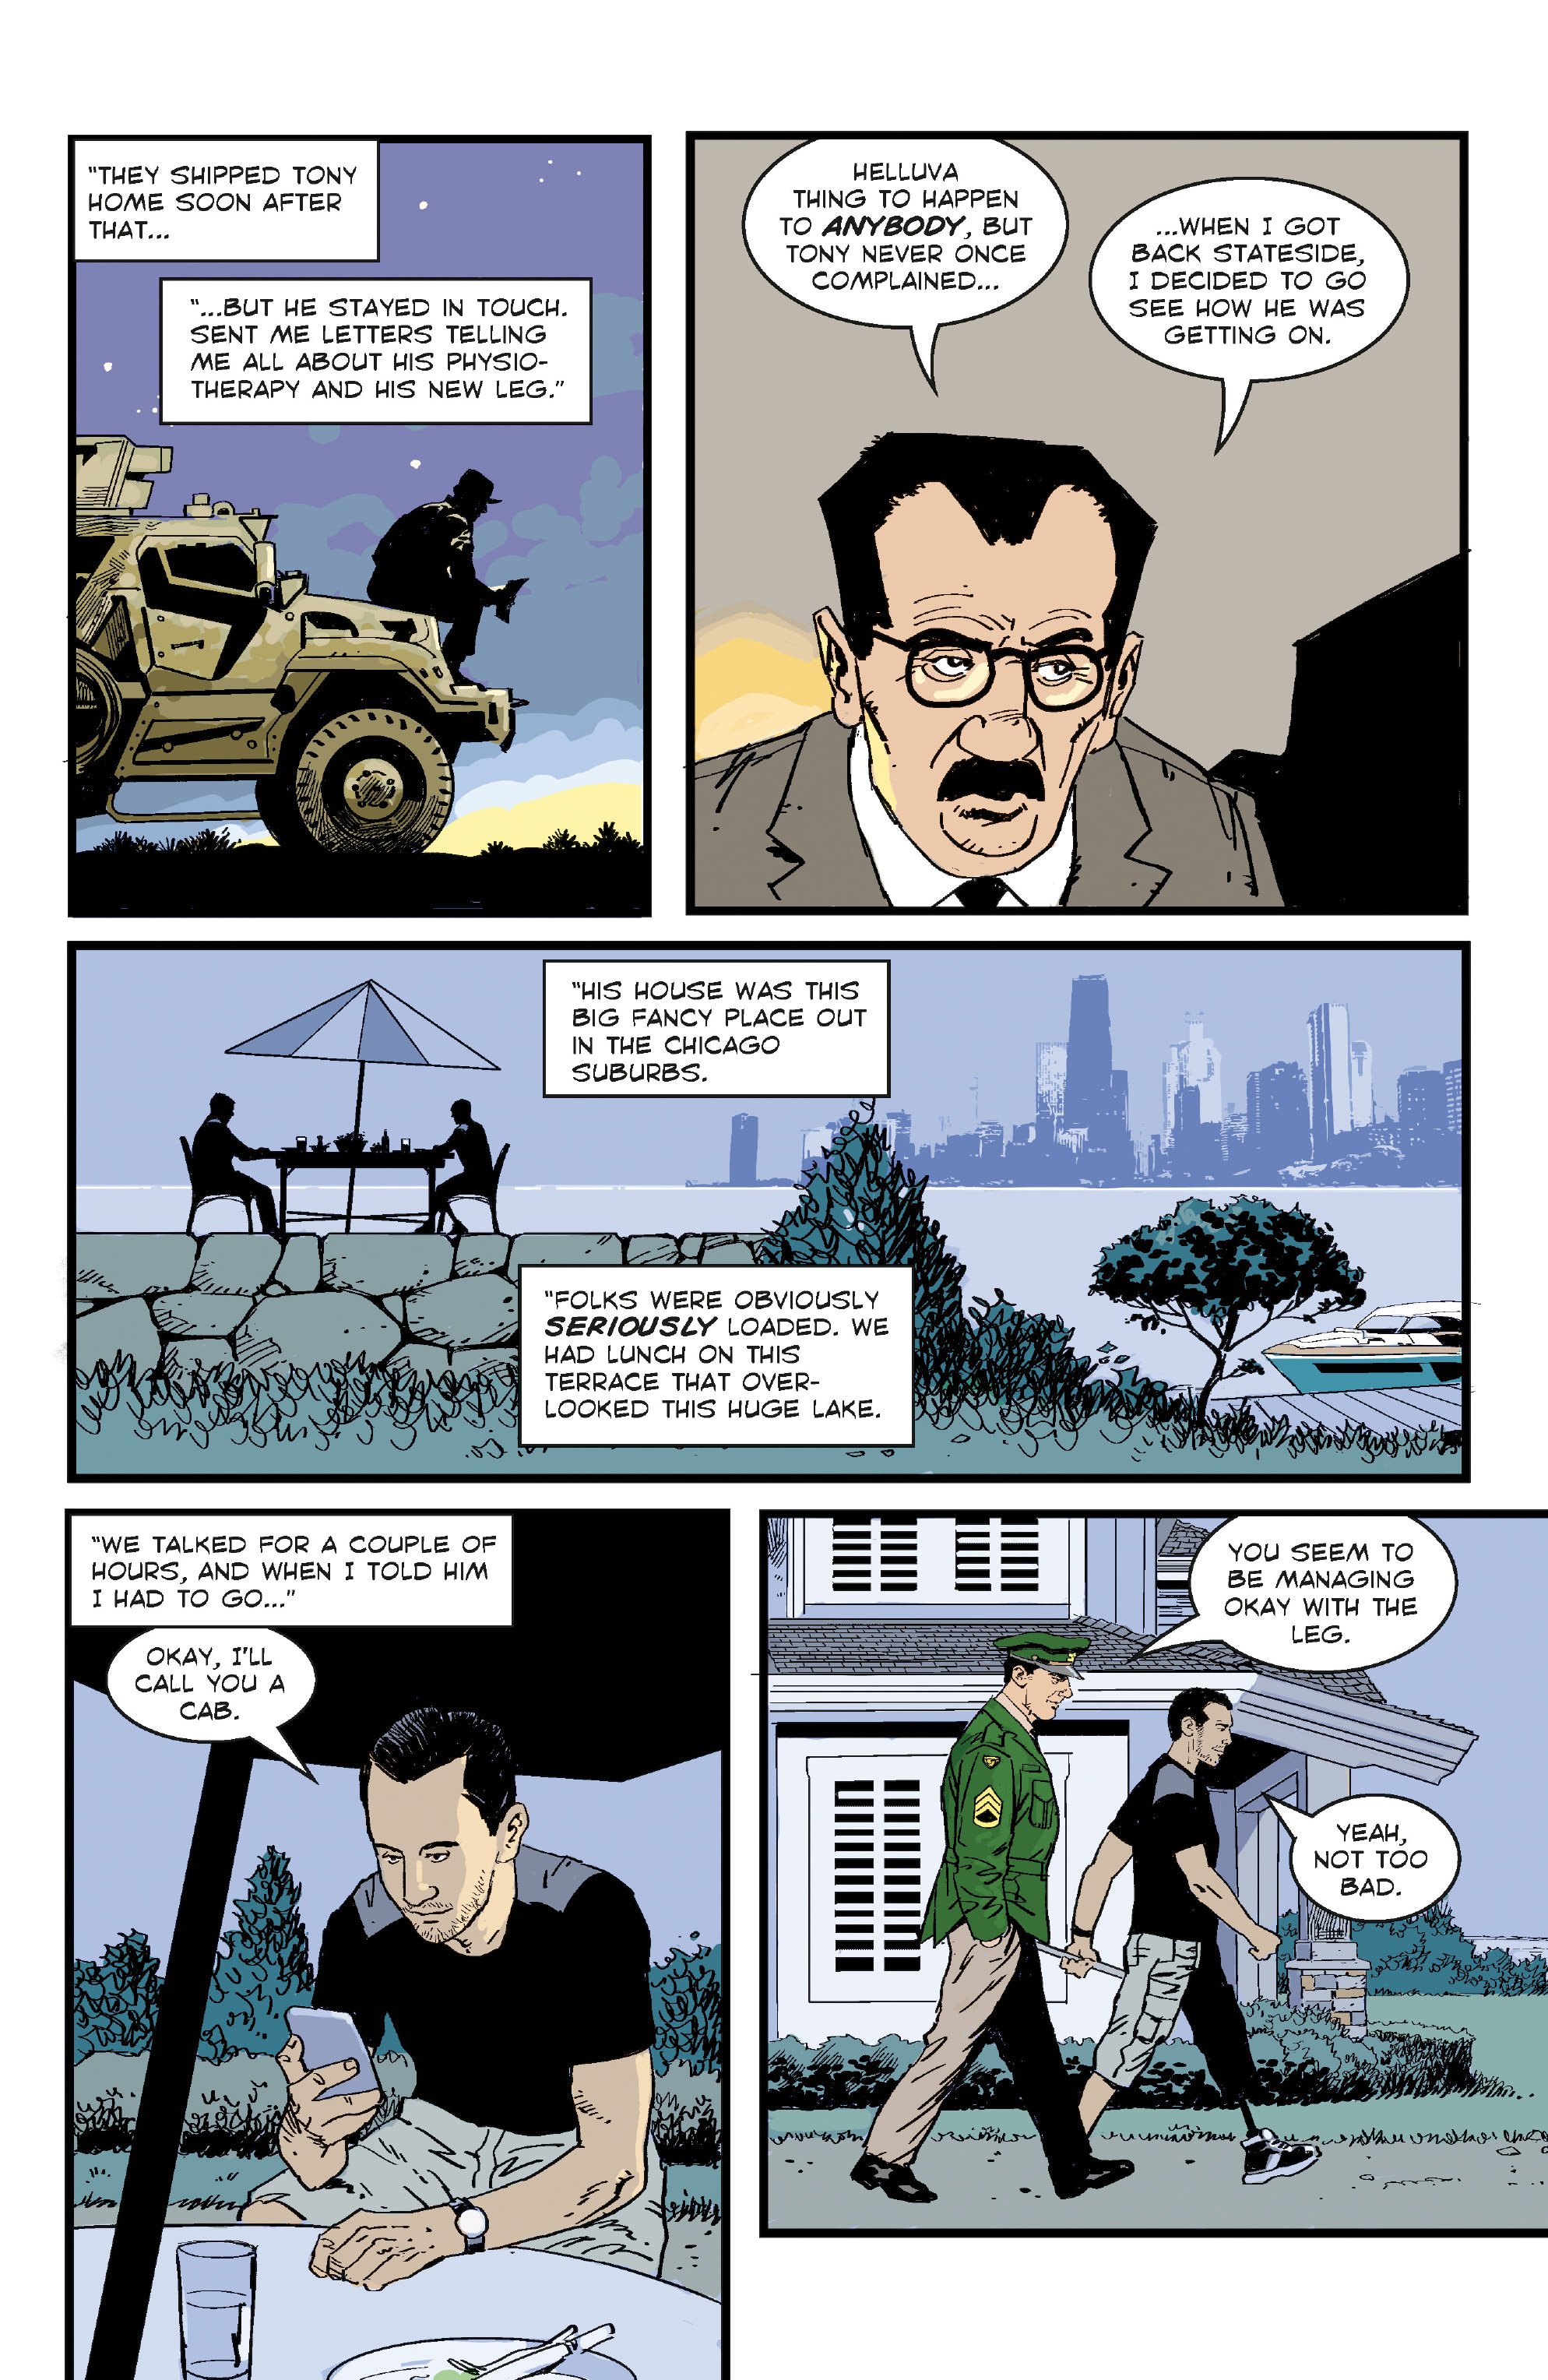 "THEY SHIPPED TONY
HOME SOON AFTER
THAT...
"...BUT HE STAYED IN TOUCH.
SENT ME LETTERS TELLING
ME ALL ABOUT HIS PHYSIO-
THERAPY AND HIS NEW LEG."
HELLUVA
THING TO HAPPEN
TO ANYBODY, BUT
TONY NEVER ONCE
COMPLAINED...
...WHEN I GOT
BACK STATESIDE,
I DECIDED TO GO
SEE HOW HE WAS
GETTING ON.
"HIS HOUSE WAS THIS
BIG FANCY PLACE OUT
IN THE CHICAGO
SUBURBS.
"FOLKS WERE OBVIOUSLY
SERIOUSLY LOADED. WE
HAD LUNCH ON THIS
TERRACE THAT OVER-
LOOKED THIS HUGE LAKE.
"WE TALKED FOR A COUPLE OF
HOURS, AND WHEN I TOLD HIM
I HAD TO GO..."
OKAY, I'LL
CALL YOU A
CAB.
YOU SEEM TO
BE MANAGING
OKAY WITH THE
LEG.
YEAH,
NOT TOO
BAD.